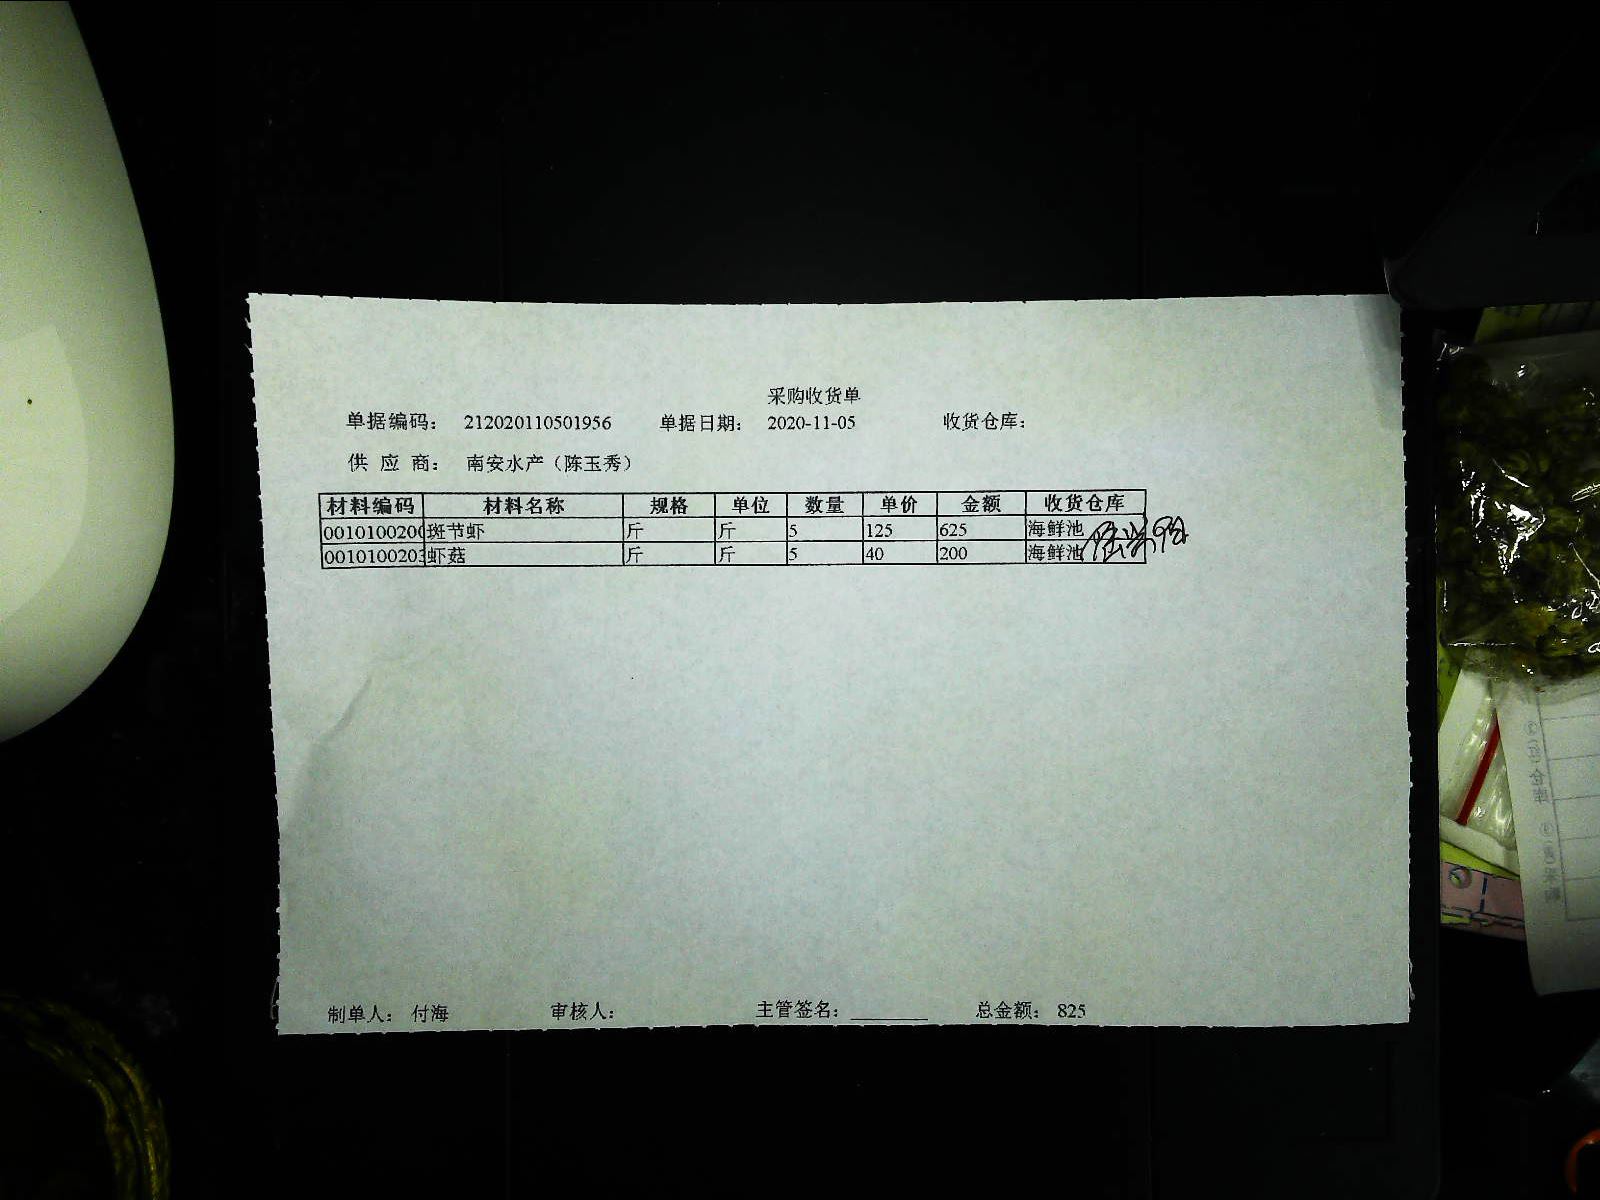 采购收货单
单据编码： 212020110501956 单据日期： 2020-11-05 收货仓库：
供 应 商： 南安水产（陈玉秀）
材料编码 材料名称 规格 单位 数量 单价 金额 收货仓库
0010100200 斑节虾 斤 斤 5 125 625 海鲜池
0010100203 虾菇 斤 斤 5 40 200 海鲜池
制单人： 付海 审核人： 主管签名：________ 总金额： 825